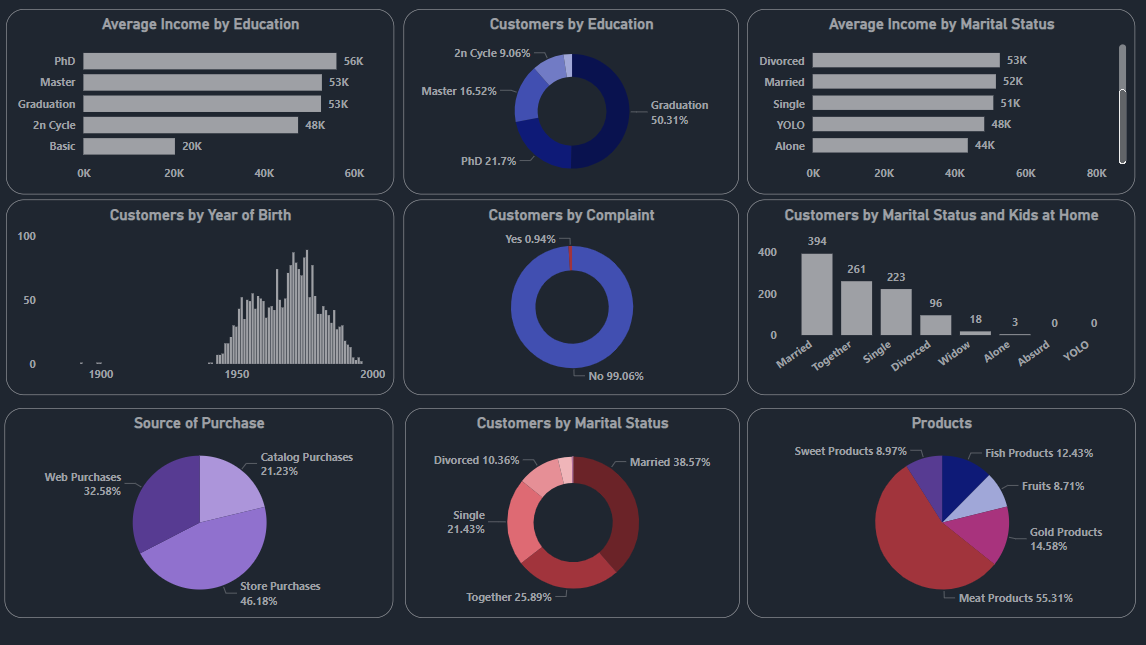 Average Income by Education
PhD 56K
Master 53K
Graduation 53K
2n Cycle 48K
Basic 20K
0K 20K 40K 60K
Customers by Education
2n Cycle 9.06%
Master 16.52%
Graduation
50.31%
PhD 21.7%
Average Income by Marital Status
Divorced 53K
Married 52K
Single 51K
YOLO 48K
Alone 44K
0K 20K 40K 60K 80K
Customers by Year of Birth
100
50
0
1900 1950 2000
Customers by Complaint
Yes 0.94%
No 99.06%
Customers by Marital Status and Kids at Home
400
200
0
394 261 223 96 18 3 0 0
Married Together Single Divorced Widow Alone Absurd YOLO
Source of Purchase
Catalog Purchases
21.23%
Web Purchases
32.58%
Store Purchases
46.18%
Customers by Marital Status
Divorced 10.36%
Married 38.57%
Single
21.43%
Together 25.89%
Products
Sweet Products 8.97%
Fish Products 12.43%
Fruits 8.71%
Gold Products
14.58%
Meat Products 55.31%